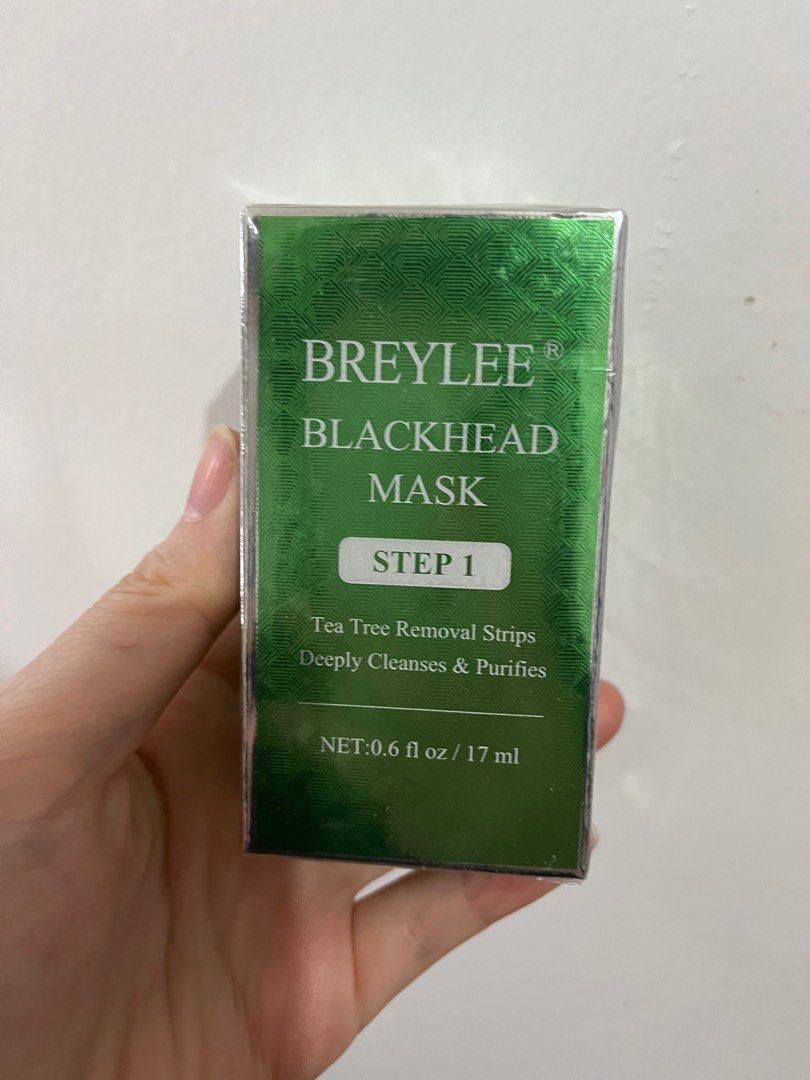 BREYLEE®
BLACKHEAD
MASK
STEP 1
Tea Tree Removal Strips
Deeply Cleanses & Purifies
NET:0.6 fl oz / 17 ml